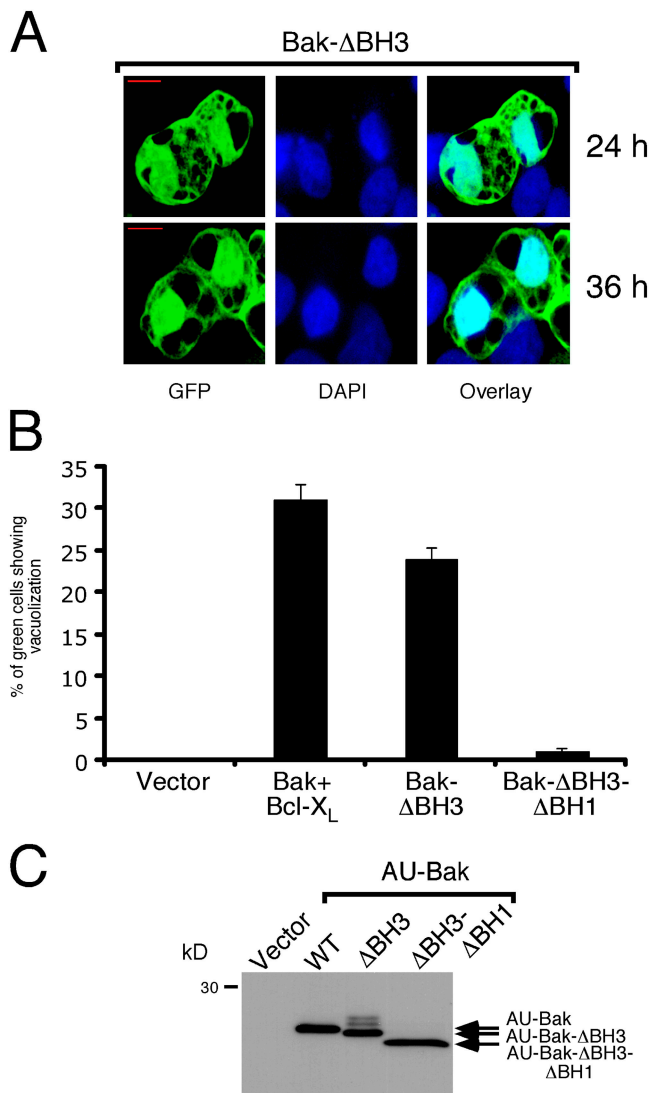 A
Bak-ΔBH3
24 h
36 h
GFP DAPI Overlay
B
% of green cells showing
vacuolization
35
30
25
20
15
10
5
0
Vector Bak+ Bak- Bak-ΔBH3-
Bcl-XL ΔBH3 ΔBH1
C
AU-Bak
kD Vector WT ΔBH3 ΔBH3-
ΔBH1
30
AU-Bak
AU-Bak-ΔBH3
AU-Bak-ΔBH3-
ΔBH1